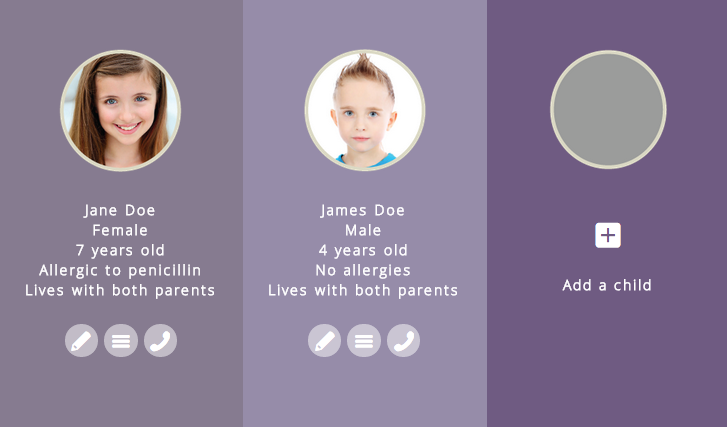 Jane Doe
Female
7 years old
Allergic to penicillin
Lives with both parents
James Doe
Male
4 years old
No allergies
Lives with both parents
Add a child